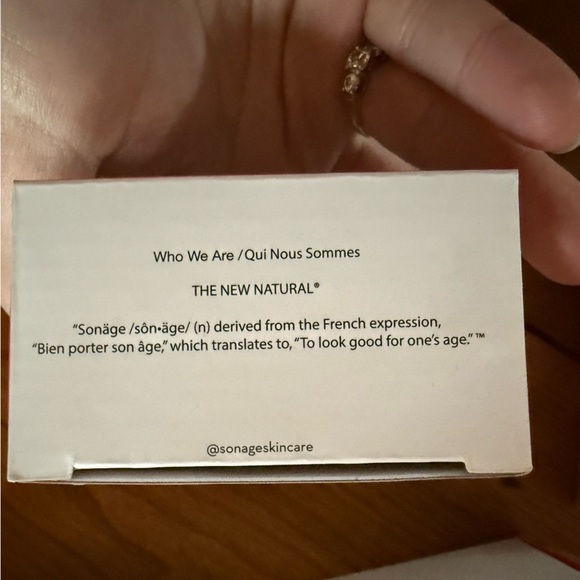 Who We Are /Qui Nous Sommes
THE NEW NATURAL®
“Sonäge /sôn•äge/ (n) derived from the French expression,
“Bien porter son âge,” which translates to, “To look good for one’s age.” ™
@sonageskincare